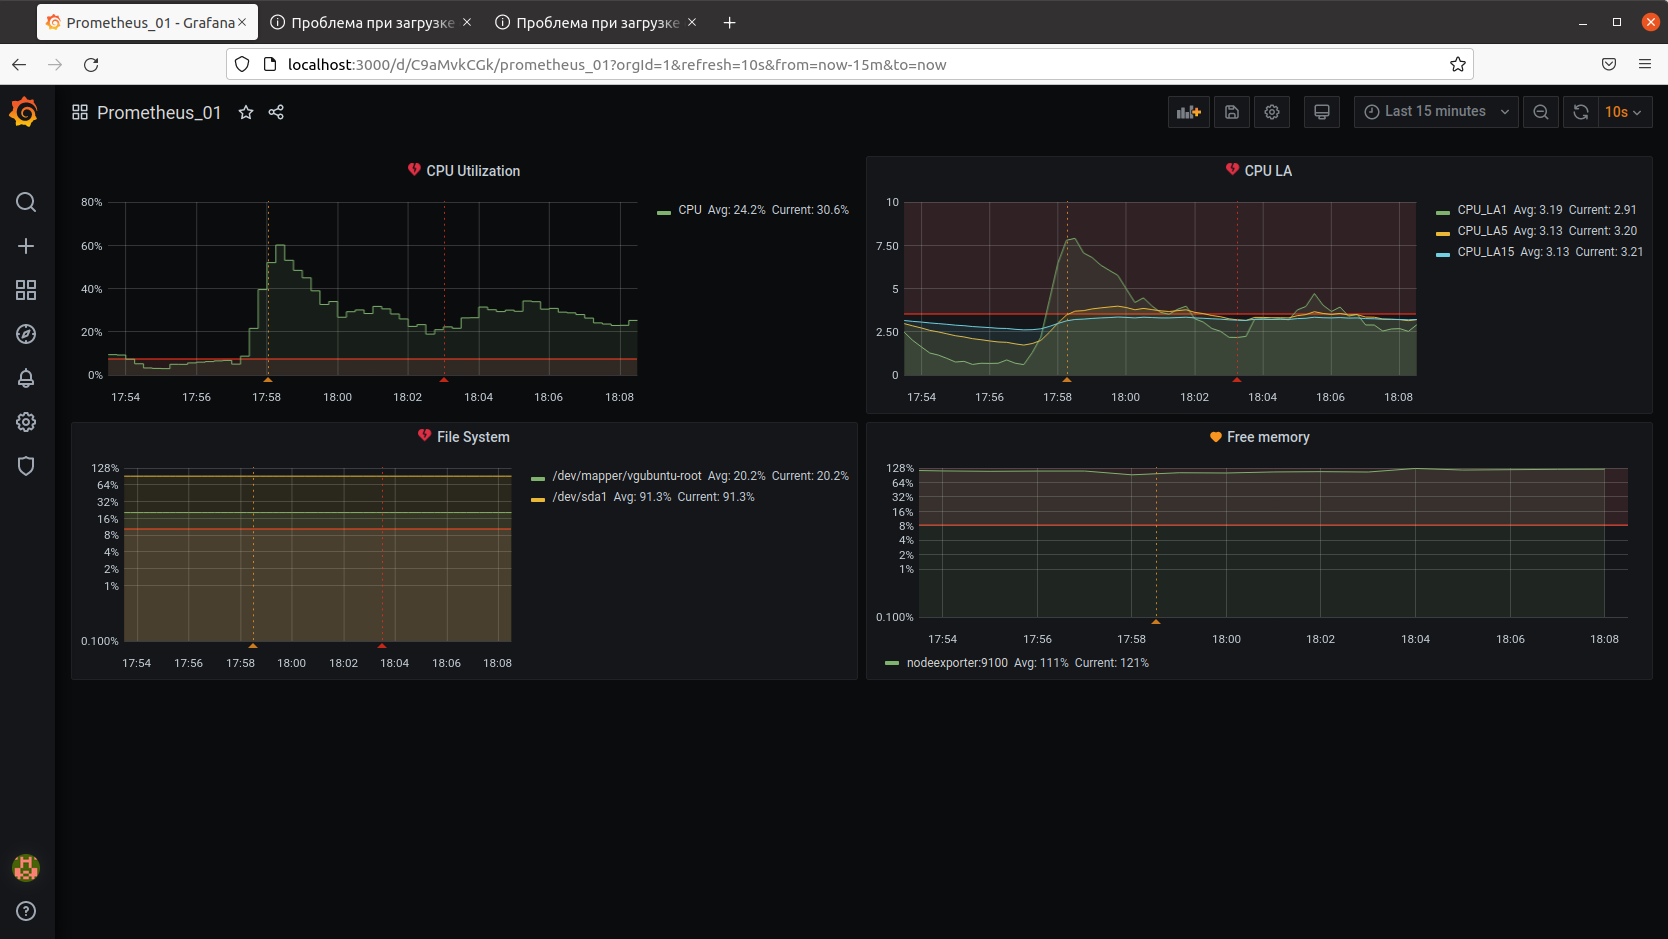 Prometheus_01 - Grafana
Проблема при загрузке
Проблема при загрузке
localhost:3000/d/C9aMvkCGk/prometheus_01?orgId=1&refresh=10s&from=now-15m&to=now
Prometheus_01
Last 15 minutes
10s
CPU Utilization
80%
60%
40%
20%
0%
17:54 17:56 17:58 18:00 18:02 18:04 18:06 18:08
CPU Avg: 24.2% Current: 30.6%
CPU LA
10
7.50
5
2.50
0
17:54 17:56 17:58 18:00 18:02 18:04 18:06 18:08
CPU_LA1 Avg: 3.19 Current: 2.91
CPU_LA5 Avg: 3.13 Current: 3.20
CPU_LA15 Avg: 3.13 Current: 3.21
File System
128%
64%
32%
16%
8%
4%
2%
1%
0.100%
17:54 17:56 17:58 18:00 18:02 18:04 18:06 18:08
/dev/mapper/vgubuntu-root Avg: 20.2% Current: 20.2%
/dev/sda1 Avg: 91.3% Current: 91.3%
Free memory
128%
64%
32%
16%
8%
4%
2%
1%
0.100%
17:54 17:56 17:58 18:00 18:02 18:04 18:06 18:08
nodeexporter:9100 Avg: 111% Current: 121%